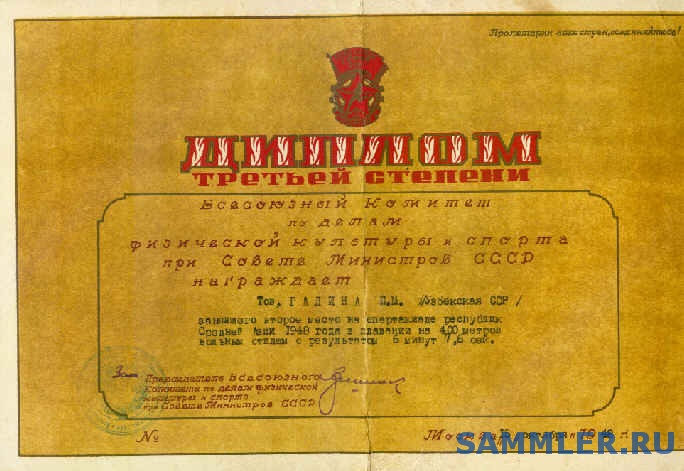 Пролетарии всех стран, соединяйтесь!
ДИПЛОМ
ТРЕТЬЕЙ СТЕПЕНИ
Всесоюзный Комитет
по делам
физической культуры и спорта
при Совете Министров СССР
награждает
Тов. ГАЛИНА П.М. /Узбекская ССР/
занявшего второе место на спартакиаде республик
Средней Азии 1948 года в плавании на 400 метров
вольным стилем с результатом 6 минут 7,6 сек.
Председатель Всесоюзного
комитета по делам физической
культуры и спорта
при Совете Министров СССР
№
Москва 1948 г.
SAMMLER.RU